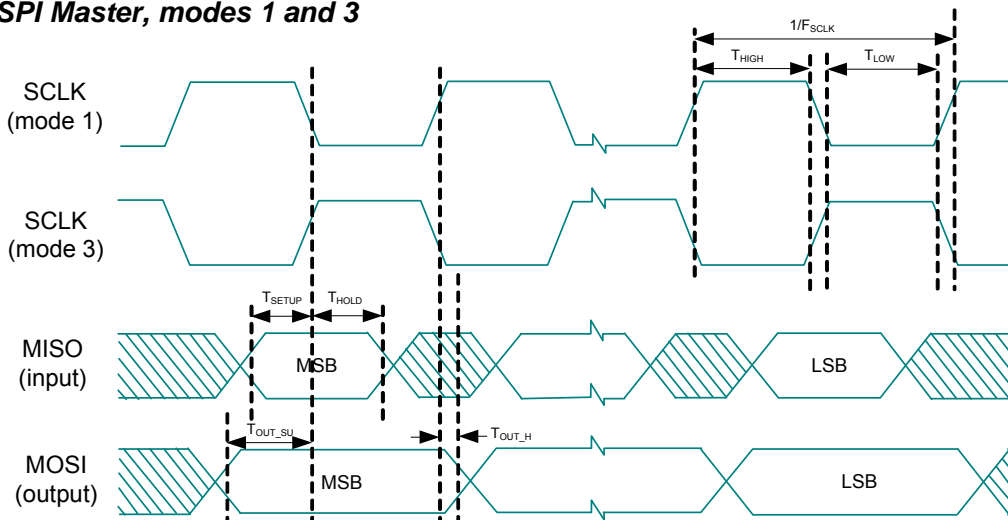 SPI Master, modes 1 and 3
1/FSCLK
THIGH
TLOW
SCLK
(mode 1)
SCLK
(mode 3)
TSETUP
THOLD
MISO
(input)
MSB
LSB
TOUT_SU
TOUT_H
MOSI
(output)
MSB
LSB